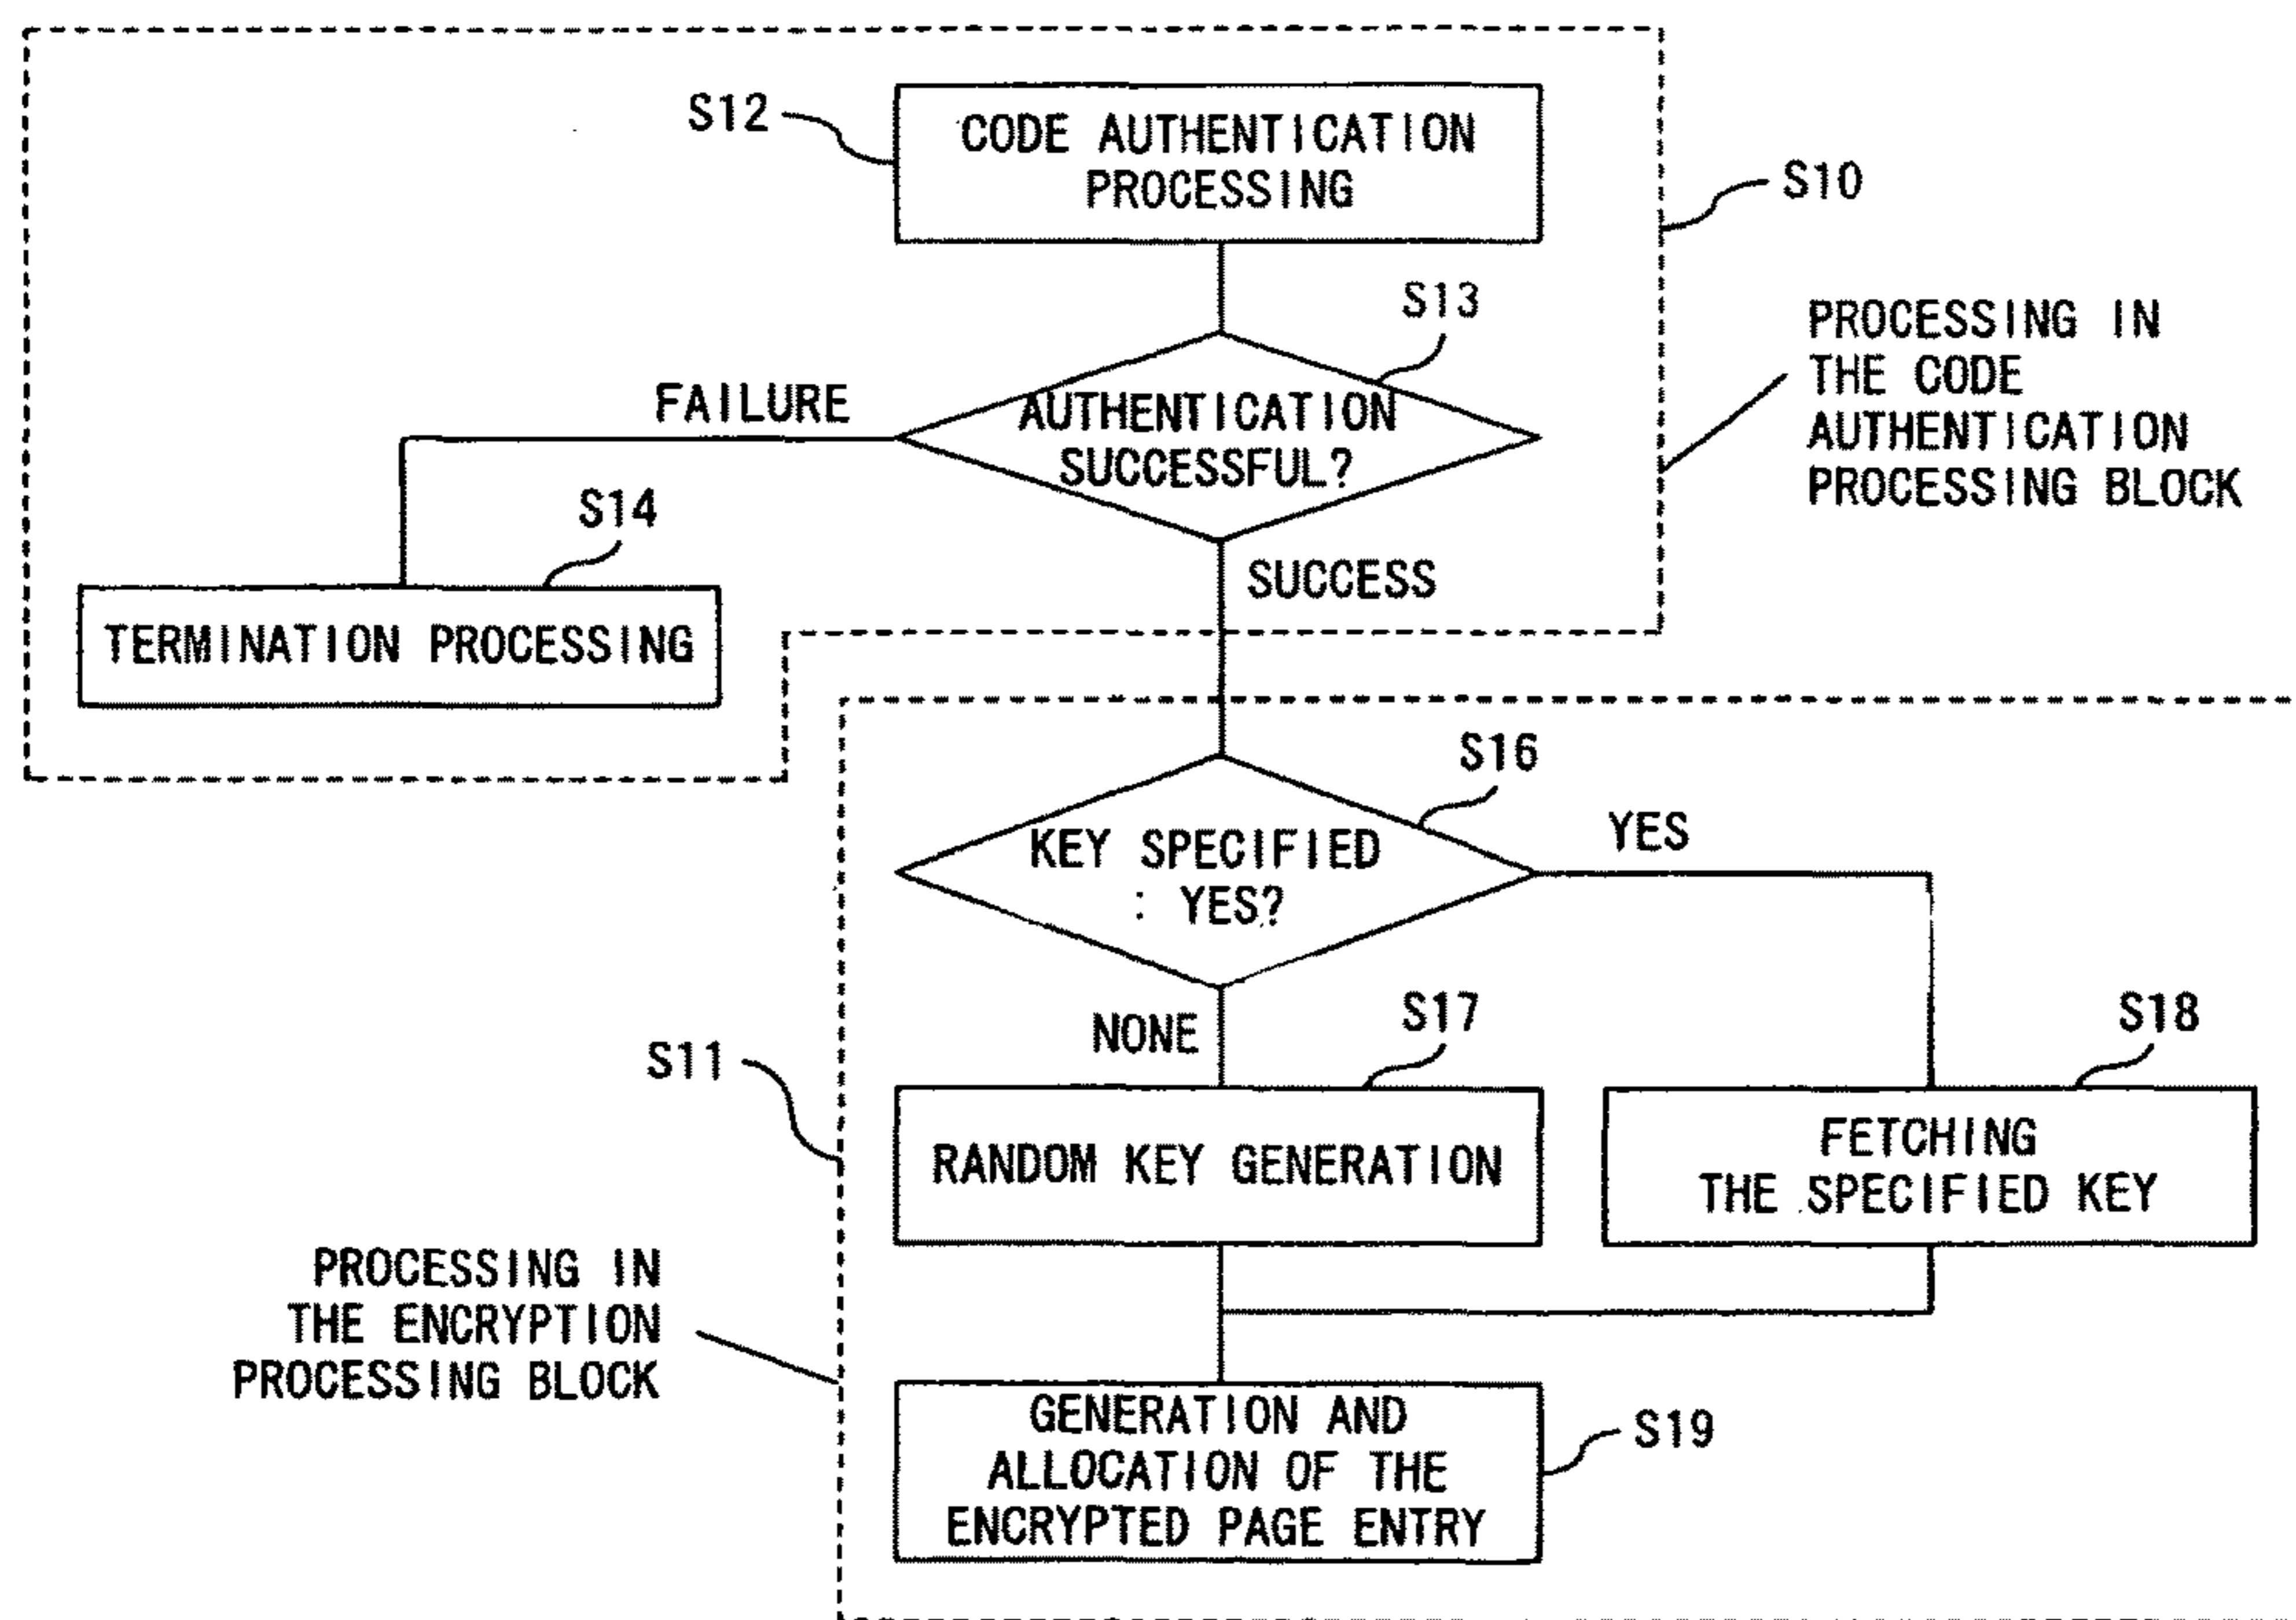 S12
CODE AUTHENTICATION
PROCESSING
S10
S13
PROCESSING IN
THE CODE
AUTHENTICATION
PROCESSING BLOCK
FAILURE
AUTHENTICATION
SUCCESSFUL?
S14
SUCCESS
TERMINATION PROCESSING
S16
KEY SPECIFIED
: YES?
YES
NONE
S17
S18
S11
RANDOM KEY GENERATION
FETCHING
THE SPECIFIED KEY
PROCESSING IN
THE ENCRYPTION
PROCESSING BLOCK
GENERATION AND
ALLOCATION OF THE
ENCRYPTED PAGE ENTRY
S19